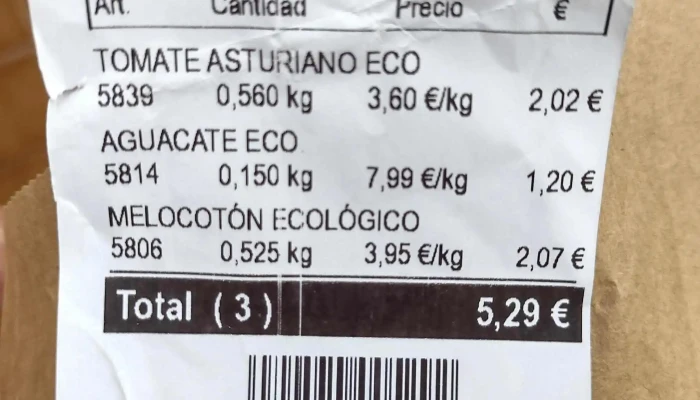 Art. Cantidad Precio €
TOMATE ASTURIANO ECO
5839 0,560 kg 3,60 €/kg 2,02 €
AGUACATE ECO
5814 0,150 kg 7,99 €/kg 1,20 €
MELOCOTÓN ECOLÓGICO
5806 0,525 kg 3,95 €/kg 2,07 €
Total ( 3 ) 5,29 €